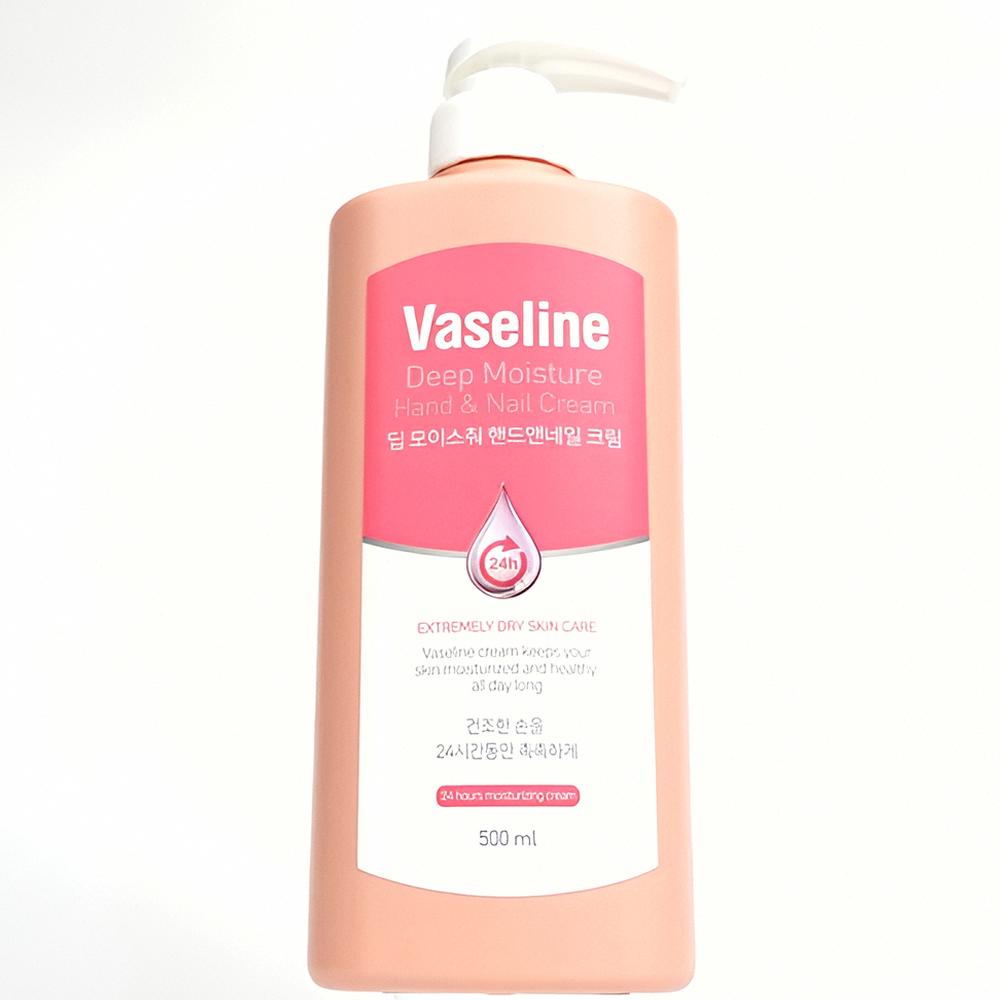 Vaseline
Deep Moisture
Hand & Nail Cream
딥 모이스춰 핸드앤네일 크림
24h
EXTREMELY DRY SKIN CARE
Vaseline cream keeps your
skin moisturized and healthy
all day long
건조한 손을
24시간동안
24 hours moisturizing cream
500 ml